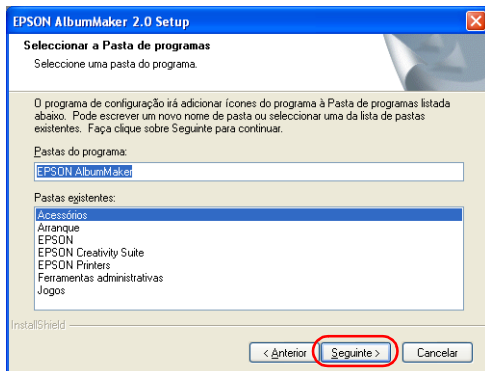 EPSON AlbumMaker 2.0 Setup
Seleccionar a Pasta de programas
Seleccione uma pasta do programa.
O programa de configuração irá adicionar ícones do programa à Pasta de programas listada
abaixo. Pode escrever um novo nome de pasta ou seleccionar uma da lista de pastas
existentes. Faça clique sobre Seguinte para continuar.
Pastas do programa:
EPSON AlbumMaker
Pastas existentes:
Acessórios
Arranque
EPSON
EPSON Creativity Suite
EPSON Printers
Ferramentas administrativas
Jogos
InstallShield
< Anterior
Seguinte >
Cancelar